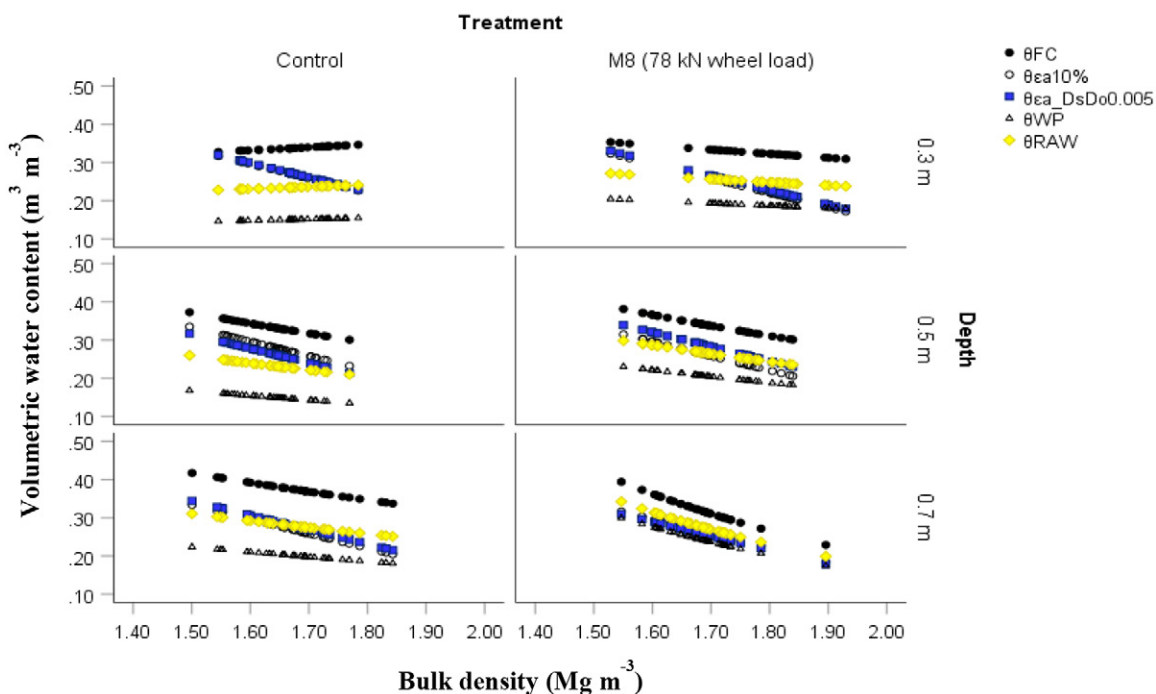 Treatment
Control
M8 (78 kN wheel load)
θFC
θεa10%
θεa_DsDo0.005
θWP
θRAW
Volumetric water content (m³ m⁻³)
.50
.40
.30
.20
.10
0.3 m
.50
.40
.30
.20
.10
0.5 m
Depth
.50
.40
.30
.20
.10
0.7 m
1.40 1.50 1.60 1.70 1.80 1.90 2.00 1.40 1.50 1.60 1.70 1.80 1.90 2.00
Bulk density (Mg m⁻³)